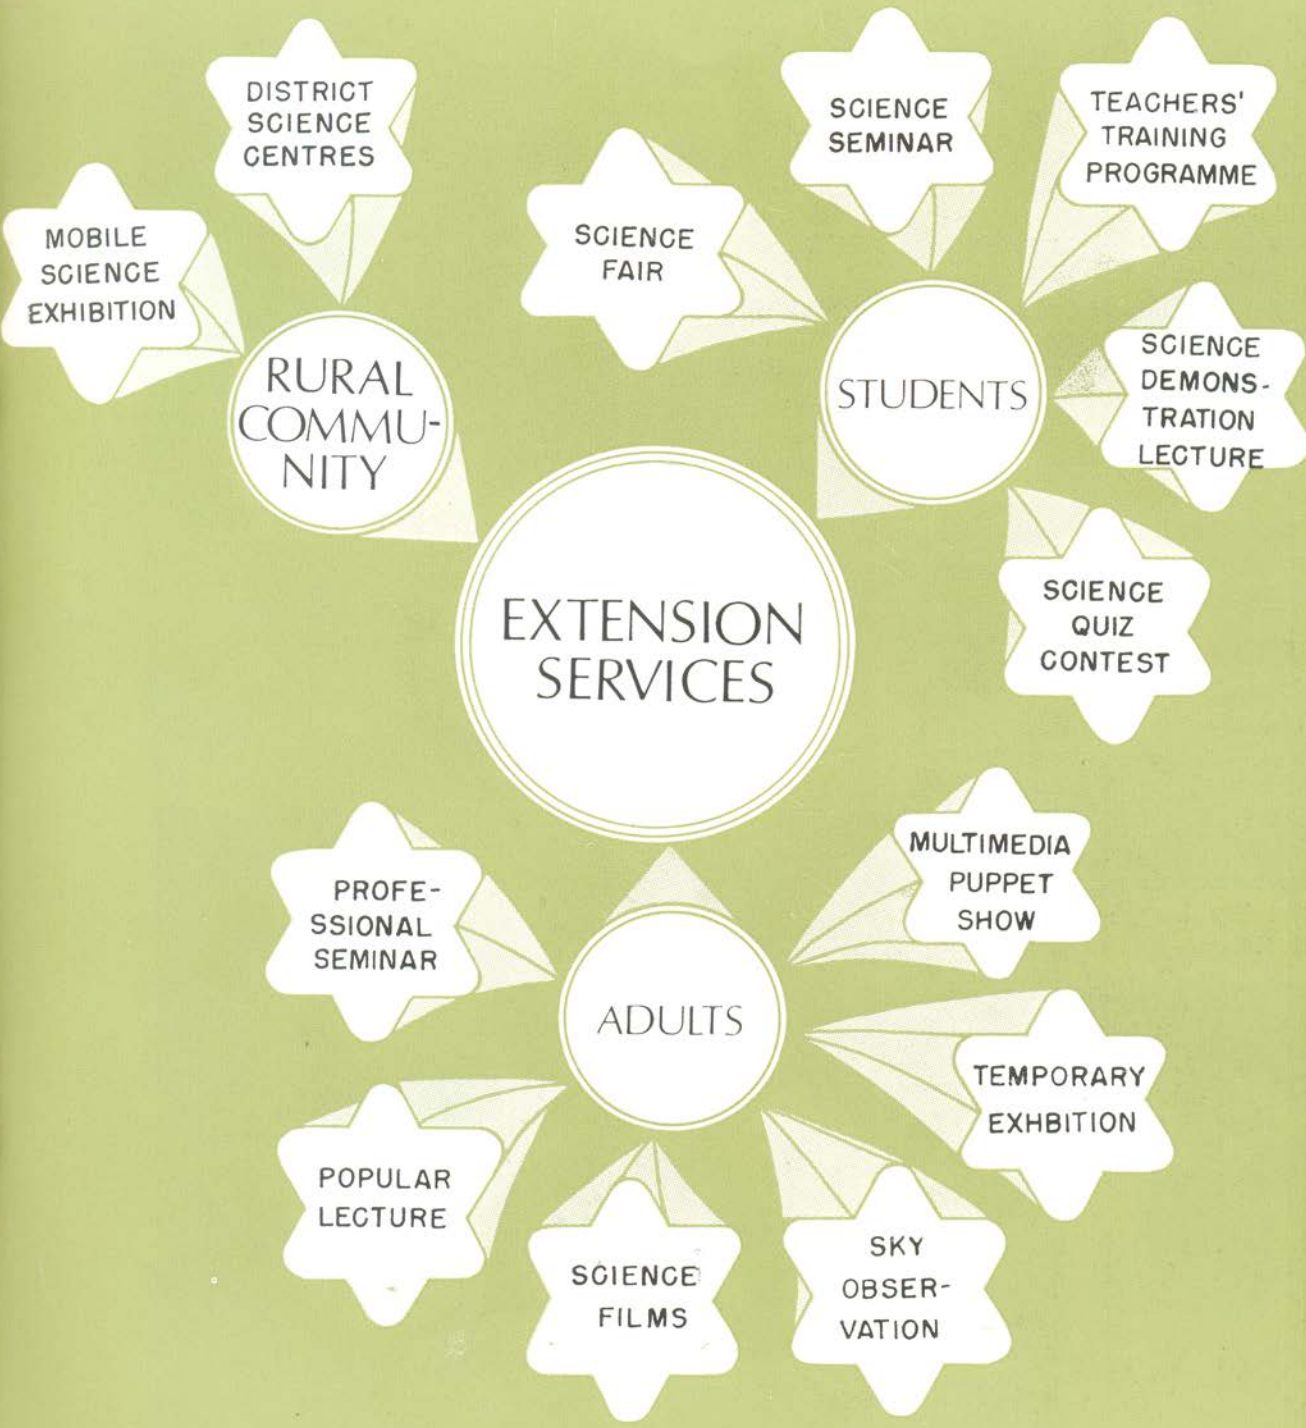 DISTRICT
SCIENCE
CENTRES
MOBILE
SCIENCE
EXHIBITION
RURAL
COMMU-
NITY
SCIENCE
SEMINAR
TEACHERS'
TRAINING
PROGRAMME
SCIENCE
FAIR
STUDENTS
SCIENCE
DEMONS-
TRATION
LECTURE
SCIENCE
QUIZ
CONTEST
EXTENSION
SERVICES
PROFE-
SSIONAL
SEMINAR
MULTIMEDIA
PUPPET
SHOW
ADULTS
TEMPORARY
EXHBITION
POPULAR
LECTURE
SCIENCE
FILMS
SKY
OBSER-
VATION